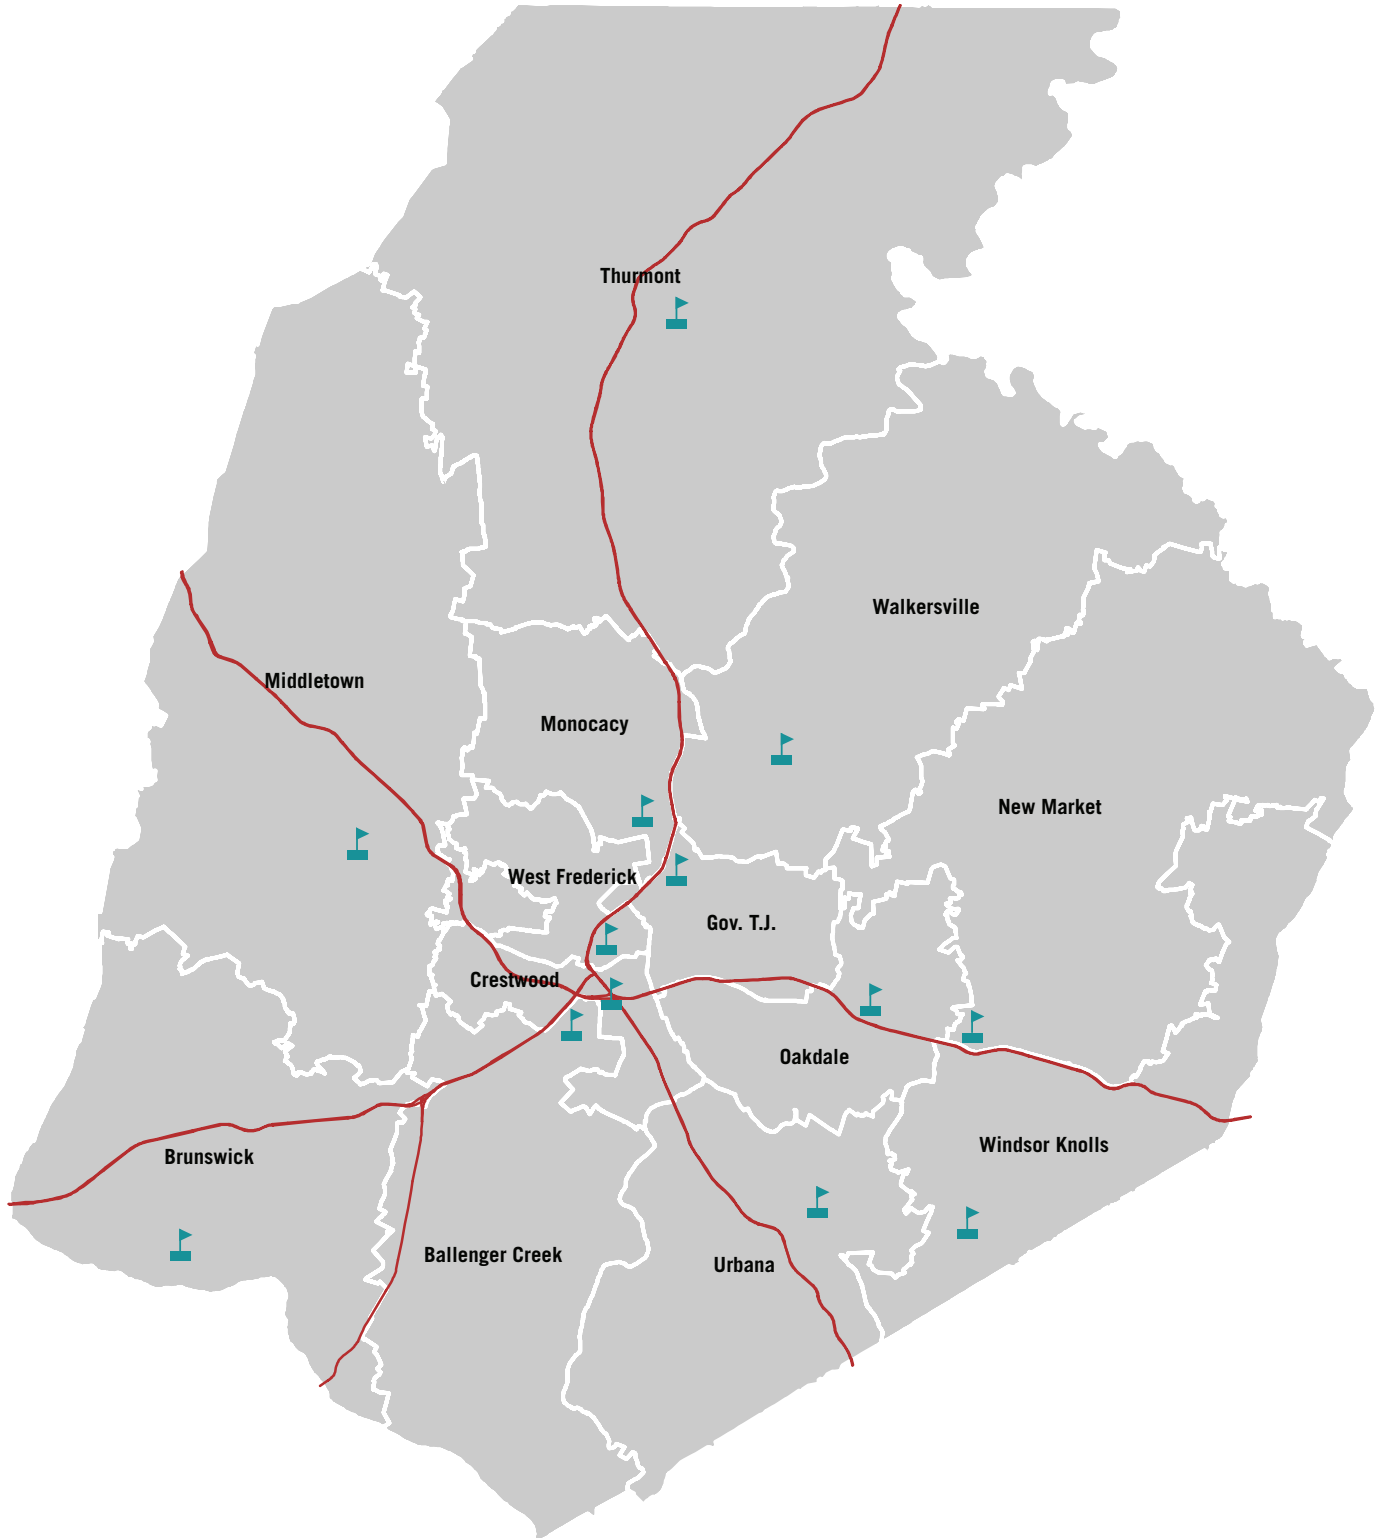 Thurmont
Walkersville
Middletown
Monocacy
New Market
West Frederick
Gov. T.J.
Crestwood
Oakdale
Windsor Knolls
Brunswick
Ballenger Creek
Urbana